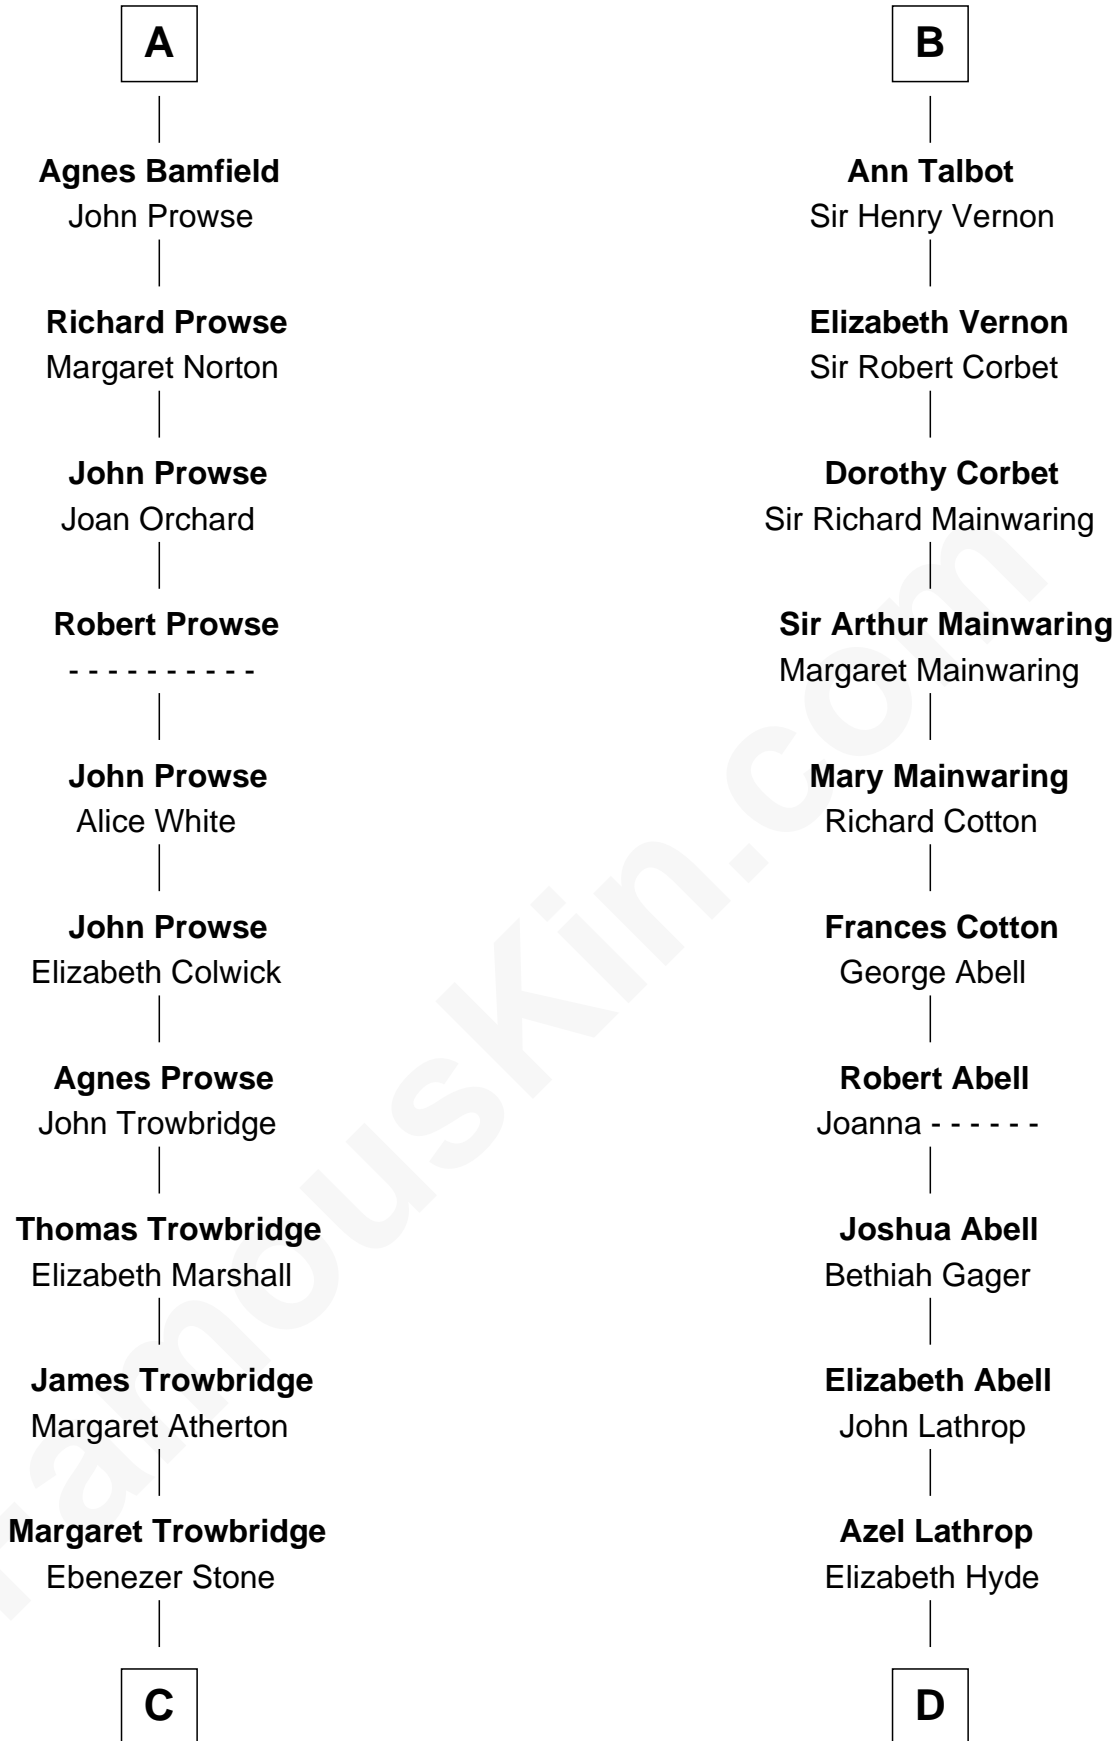 A
Agnes Bamfield
John Prowse
Richard Prowse
Margaret Norton
John Prowse
Joan Orchard
Robert Prowse
- - - - - - - - - -
John Prowse
Alice White
John Prowse
Elizabeth Colwick
Agnes Prowse
John Trowbridge
Thomas Trowbridge
Elizabeth Marshall
James Trowbridge
Margaret Atherton
Margaret Trowbridge
Ebenezer Stone
C
B
Ann Talbot
Sir Henry Vernon
Elizabeth Vernon
Sir Robert Corbet
Dorothy Corbet
Sir Richard Mainwaring
Sir Arthur Mainwaring
Margaret Mainwaring
Mary Mainwaring
Richard Cotton
Frances Cotton
George Abell
Robert Abell
Joanna - - - - - -
Joshua Abell
Bethiah Gager
Elizabeth Abell
John Lathrop
Azel Lathrop
Elizabeth Hyde
D
FamousKin.com